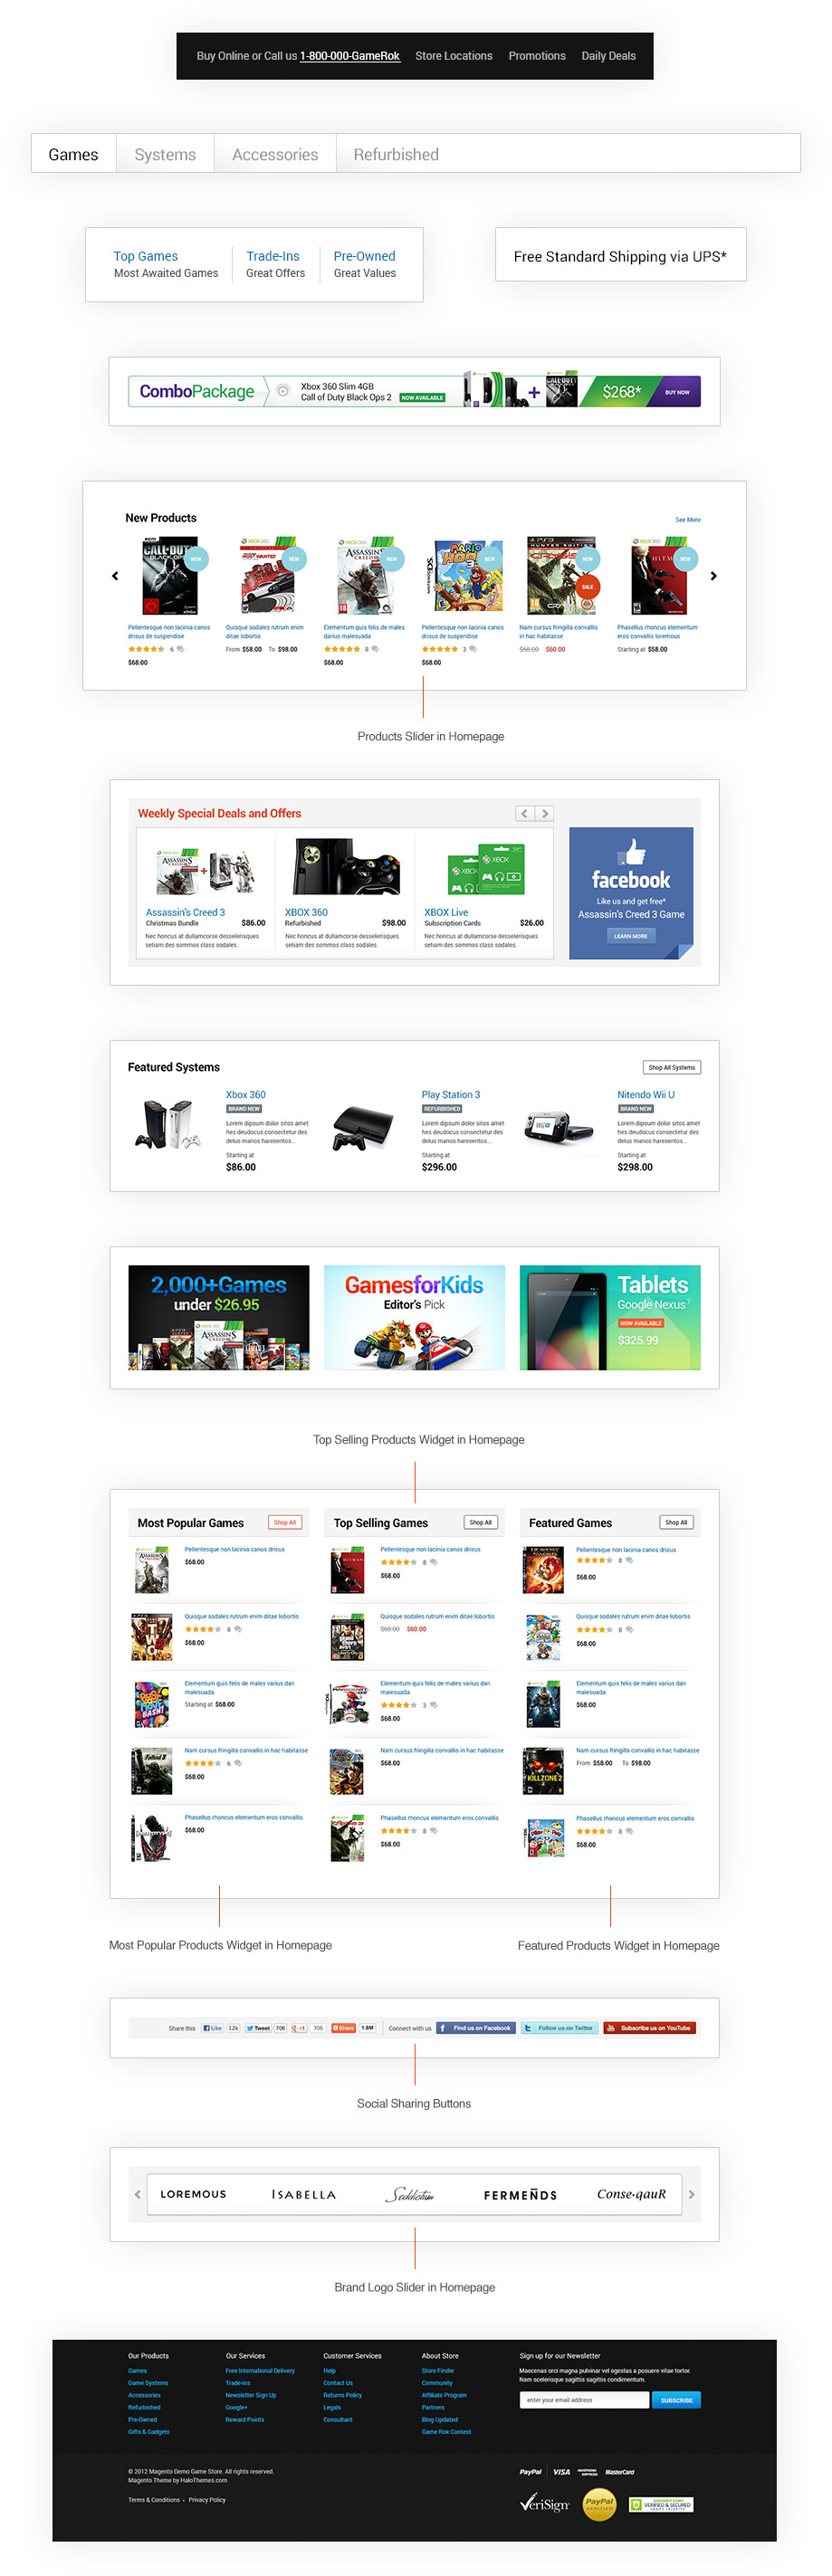 Buy Online or Call us 1-800-000-GameRok Store Locations Promotions Daily Deals
Games Systems Accessories Refurbished
Top Games Trade-Ins Pre-Owned
Most Awaited Games Great Offers Great Values
Free Standard Shipping via UPS*
ComboPackage
Xbox 360 Slim 4GB
Call of Duty Black Ops 2 NOW AVAILABLE
+ $268* BUY NOW
New Products See More
NEW NEW NEW NEW NEW NEW
SALE
Pellentesque non lacinia canos
drisus de suspendise
6
$68.00
Quisque sodales rutrum enim
ditae lobortis
From $58.00 To $98.00
Elementum quis felis de males
darius malesuada
8
$68.00
Pellentesque non lacinia canos
drisus de suspendise
3
$68.00
Nam cursus fringilla convallis
in hac habitasse
$68.00 $60.00
Phasellus rhoncus elementum
eros convallis loremous
Starting at $58.00
Products Slider in Homepage
Weekly Special Deals and Offers
Assassin's Creed 3
Christmas Bundle $86.00
Nec honcus at dullamcorse desselerisques
setiam des sommos class sodales.
XBOX 360
Refurbished $98.00
Nec honcus at dullamcorse desselerisques
setiam des sommos class sodales.
XBOX Live
Subscription Cards $26.00
Nec honcus at dullamcorse desselerisques
setiam des sommos class sodales.
facebook
Like us and get free*
Assassin's Creed 3 Game
LEARN MORE
Featured Systems Shop All Systems
Xbox 360
BRAND NEW
Lorem dipsum dolor sitos amet
hes deudocus consectetur des
delus manos haresentos...
Starting at
$86.00
Play Station 3
REFURBISHED
Lorem dipsum dolor sitos amet
hes deudocus consectetur des
delus manos haresentos...
Starting at
$296.00
Nintendo Wii U
BRAND NEW
Lorem dipsum dolor sitos amet
hes deudocus consectetur des
delus manos haresentos...
Starting at
$298.00
2,000+Games
under $26.95
GamesforKids
Editor's Pick
Tablets
Google Nexus 7
NOW AVAILABLE
$325.99
Top Selling Products Widget in Homepage
Most Popular Games Shop All
Pellentesque non lacinia canos drisus
$68.00
Quisque sodales rutrum enim ditae lobortis
8
$68.00
Elementum quis felis de males varius dan
malesuada
Starting at $68.00
Nam cursus fringilla convallis in hac habitasse
6
$68.00
Phasellus rhoncus elementum eros convallis
$68.00
Top Selling Games Shop All
Pellentesque non lacinia canos drisus
8
$68.00
Quisque sodales rutrum enim ditae lobortis
$68.00 $60.00
Elementum quis felis de males varius dan
malesuada
3
$68.00
Nam cursus fringilla convallis in hac habitasse
$68.00
Phasellus rhoncus elementum eros convallis
8
$68.00
Featured Games Shop All
Pellentesque non lacinia canos drisus
8
$68.00
Quisque sodales rutrum enim ditae lobortis
8
$68.00
Elementum quis felis de males varius dan
malesuada
$68.00
Nam cursus fringilla convallis in hac habitasse
From $58.00 To $98.00
Phasellus rhoncus elementum eros convallis
8
$68.00
Most Popular Products Widget in Homepage
Featured Products Widget in Homepage
Share this Like 12k Tweet 706 +1 705 Share 1.8M Connect with us Find us on Facebook Follow us on Twitter Subscribe us on YouTube
Social Sharing Buttons
LOREMOUS ISABELLA Seddictum FERMEÑDS Conse·qauR
Brand Logo Slider in Homepage
Our Products
Games
Game Systems
Accessories
Refurbished
Pre-Owned
Gifts & Gadgets
Our Services
Free International Delivery
Trade-ins
Newsletter Sign Up
Google+
Reward Points
Customer Services
Help
Contact Us
Returns Policy
Legals
Consultant
About Store
Store Finder
Community
Affiliate Program
Partners
Blog Updated
Game Rok Contest
Sign up for our Newsletter
Maecenas orci magna pulvinar vel egestas a posuere vitae tortor.
Nam scelerisque sagittis sagittis condimentum.
enter your email address SUBSCRIBE
© 2012 Magento Demo Game Store. All rights reserved.
Magento Theme by HaloThemes.com
Terms & Conditions • Privacy Policy
PayPal VISA AMERICAN EXPRESS MasterCard
VeriSign PayPal VERIFIED VERIFIED & SECURED